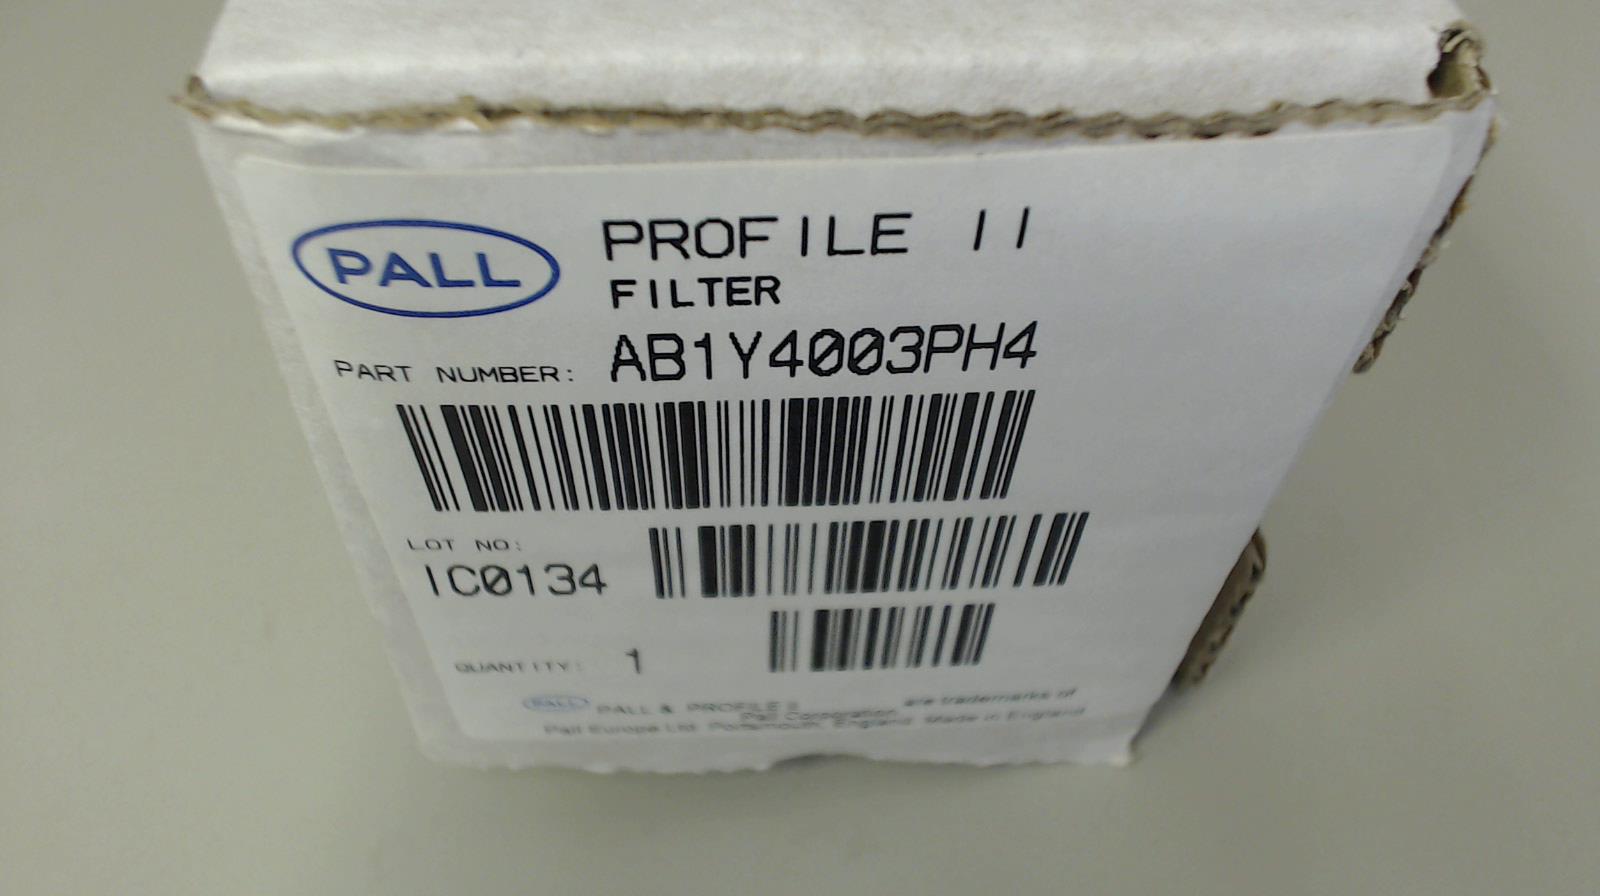 PALL
PROFILE II
FILTER
PART NUMBER: AB1Y4003PH4
LOT NO:
IC0134
QUANTITY: 1
PALL PALL & PROFILE II are trademarks of
Pall Corporation.
Pall Europe Ltd. Portsmouth, England. Made in England